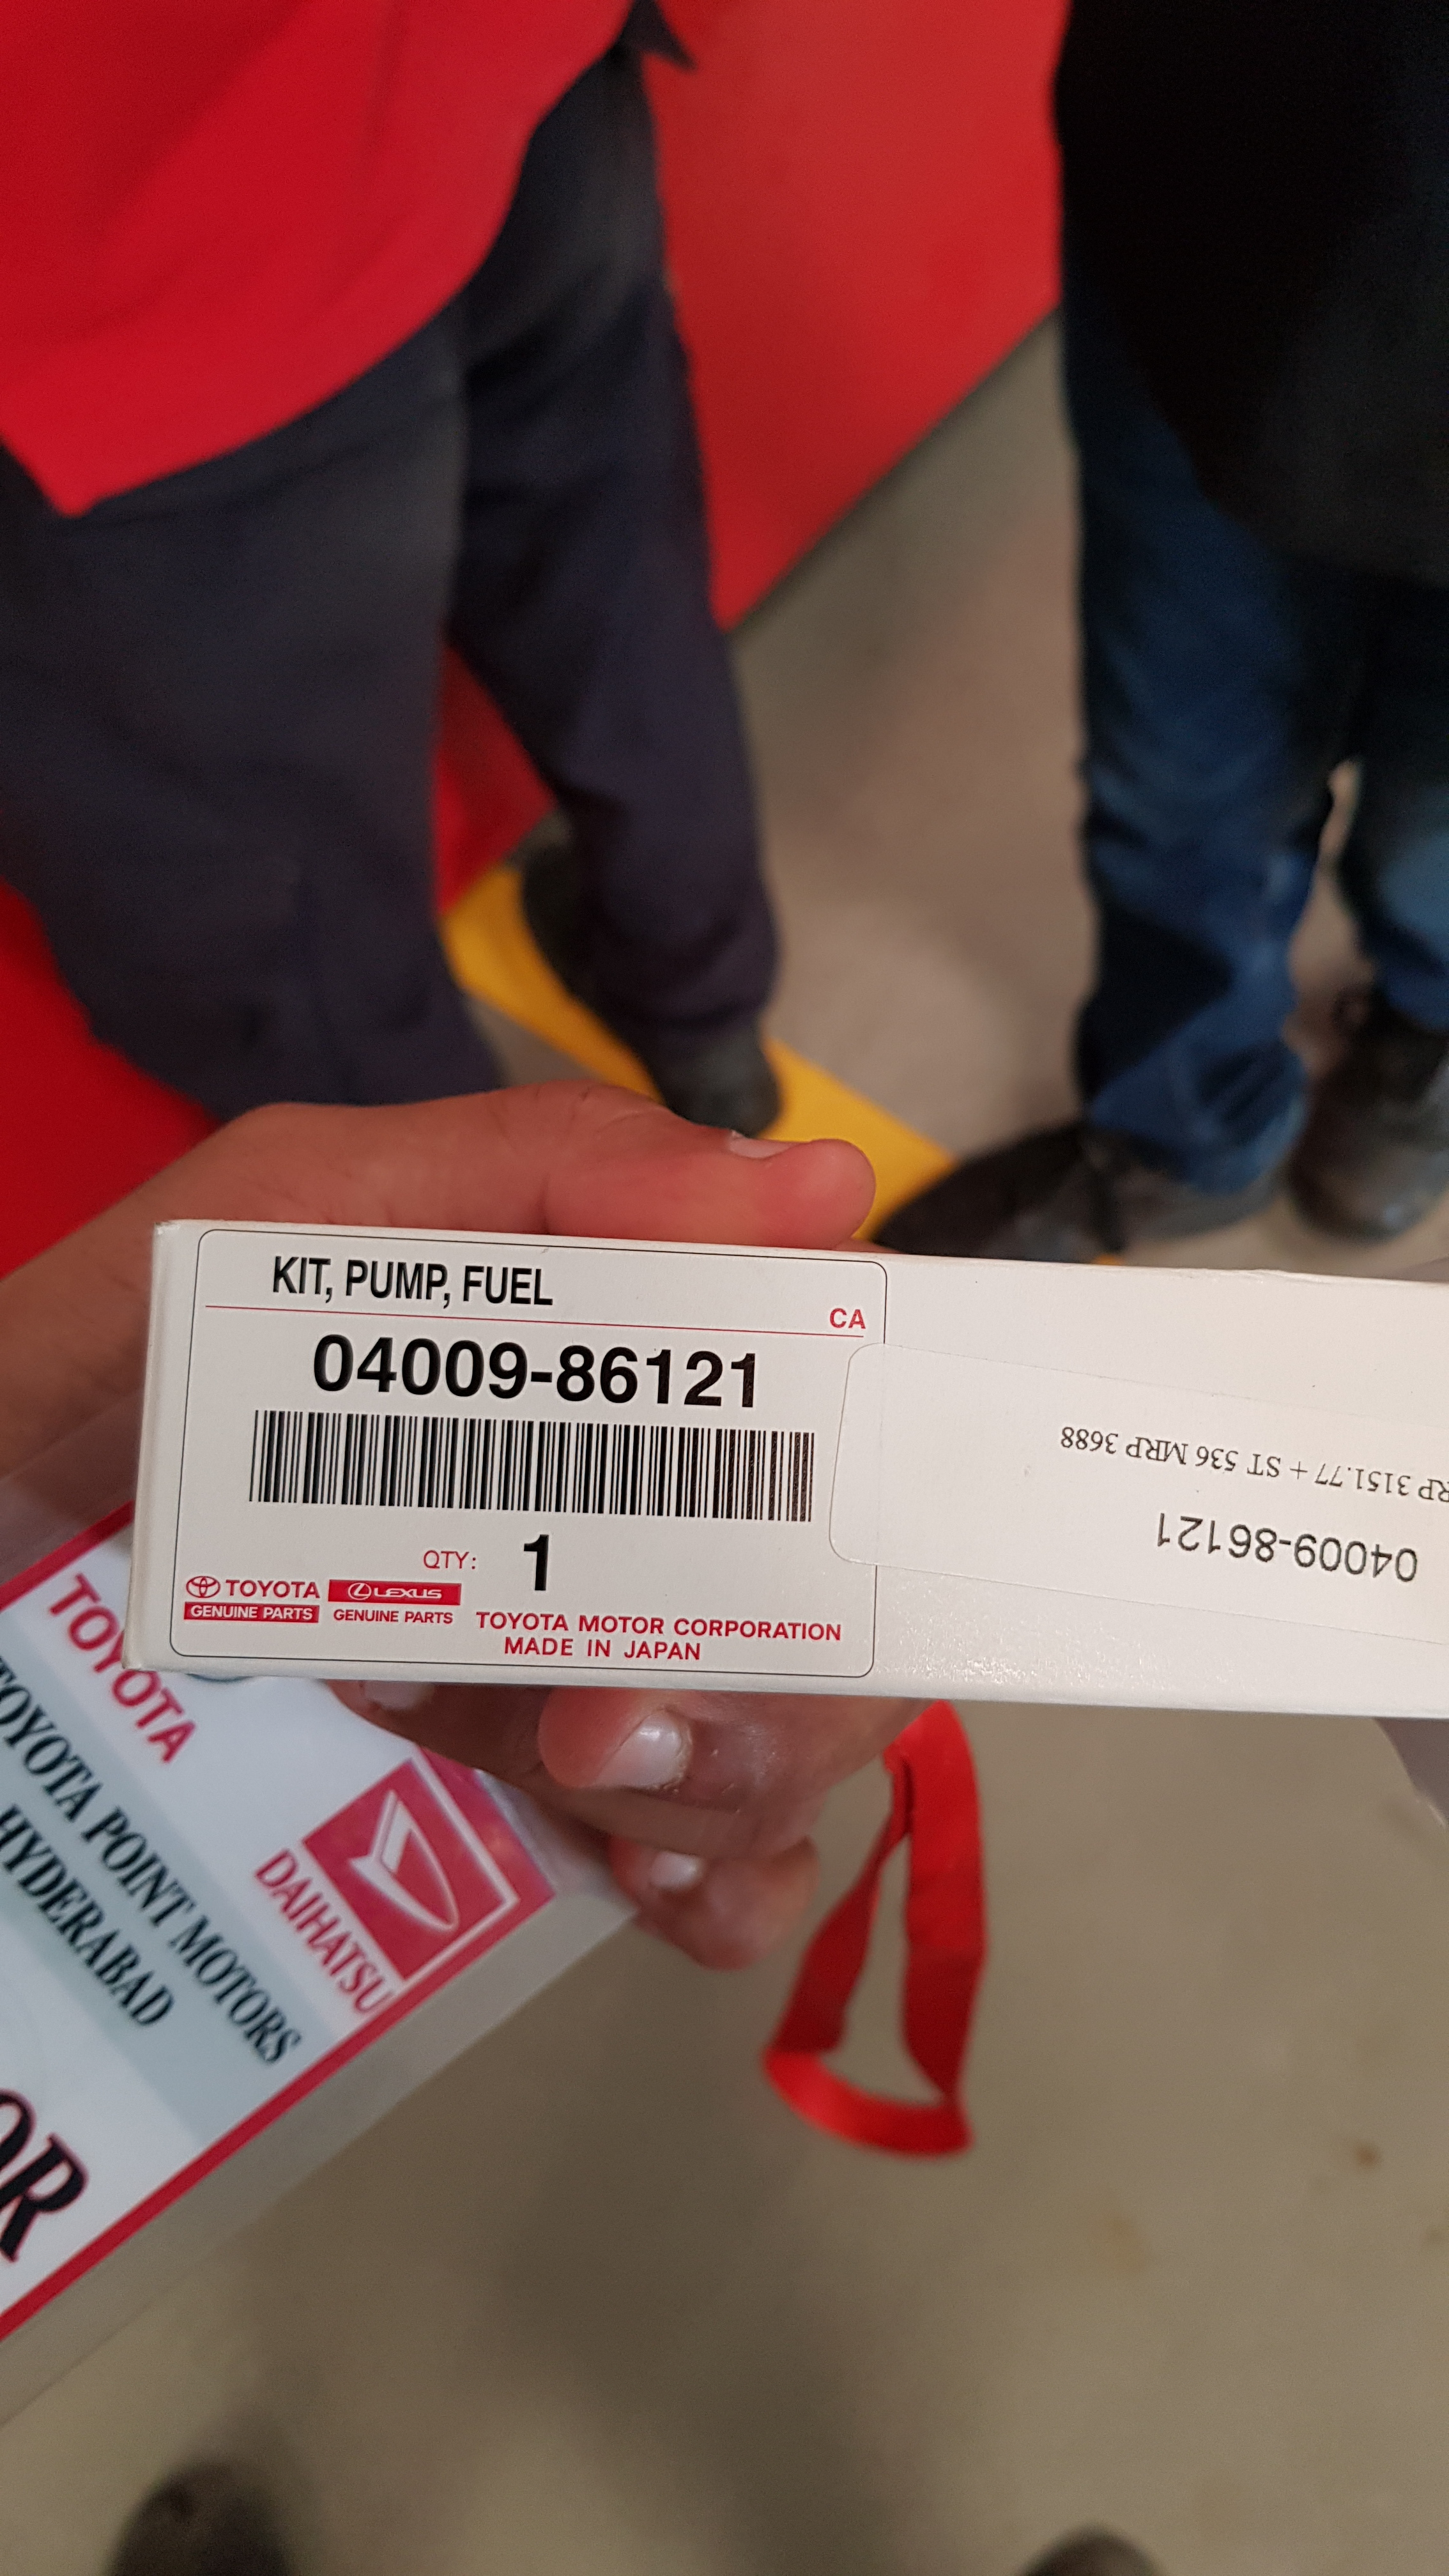 KIT, PUMP, FUEL
CA
04009-86121
QTY: 1
TOYOTA
GENUINE PARTS
LEXUS
GENUINE PARTS
TOYOTA MOTOR CORPORATION
MADE IN JAPAN
RP 3151.77 + ST 536 MRP 3688
04009-86121
TOYOTA
TOYOTA POINT MOTORS
HYDERABAD
DAIHATSU
OR